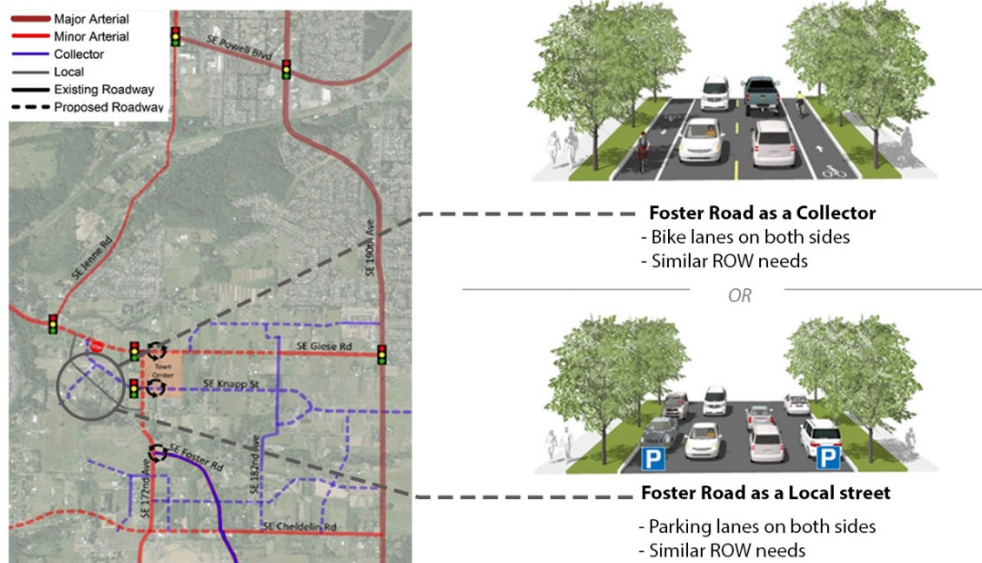 Major Arterial
Minor Arterial
Collector
Local
Existing Roadway
Proposed Roadway
SE Powell Blvd
SE Jenne Rd
SE 190th Ave
SE Giese Rd
Town
Center
SE Knapp St
SE Foster Rd
SE 172nd Ave
SE 182nd Ave
SE Cheldelin Rd
Foster Road as a Collector
- Bike lanes on both sides
- Similar ROW needs
OR
P
P
Foster Road as a Local street
- Parking lanes on both sides
- Similar ROW needs